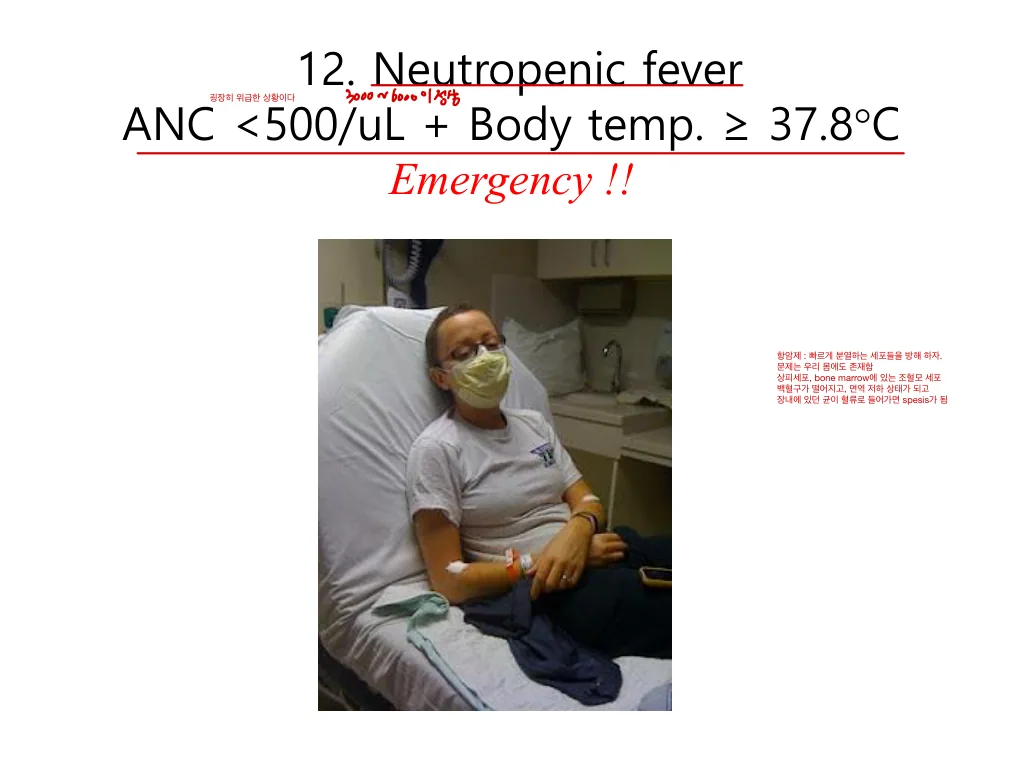 12. Neutropenic fever
굉장히 위급한 상황이다
3000 ~ 6000이 정상
ANC <500/uL + Body temp. ≥ 37.8°C
Emergency !!
항암제 : 빠르게 분열하는 세포들을 방해 하자.
문제는 우리 몸에도 존재함
상피세포, bone marrow에 있는 조혈모 세포
백혈구가 떨어지고, 면역 저하 상태가 되고
장내에 있던 균이 혈류로 들어가면 spesis가 됨